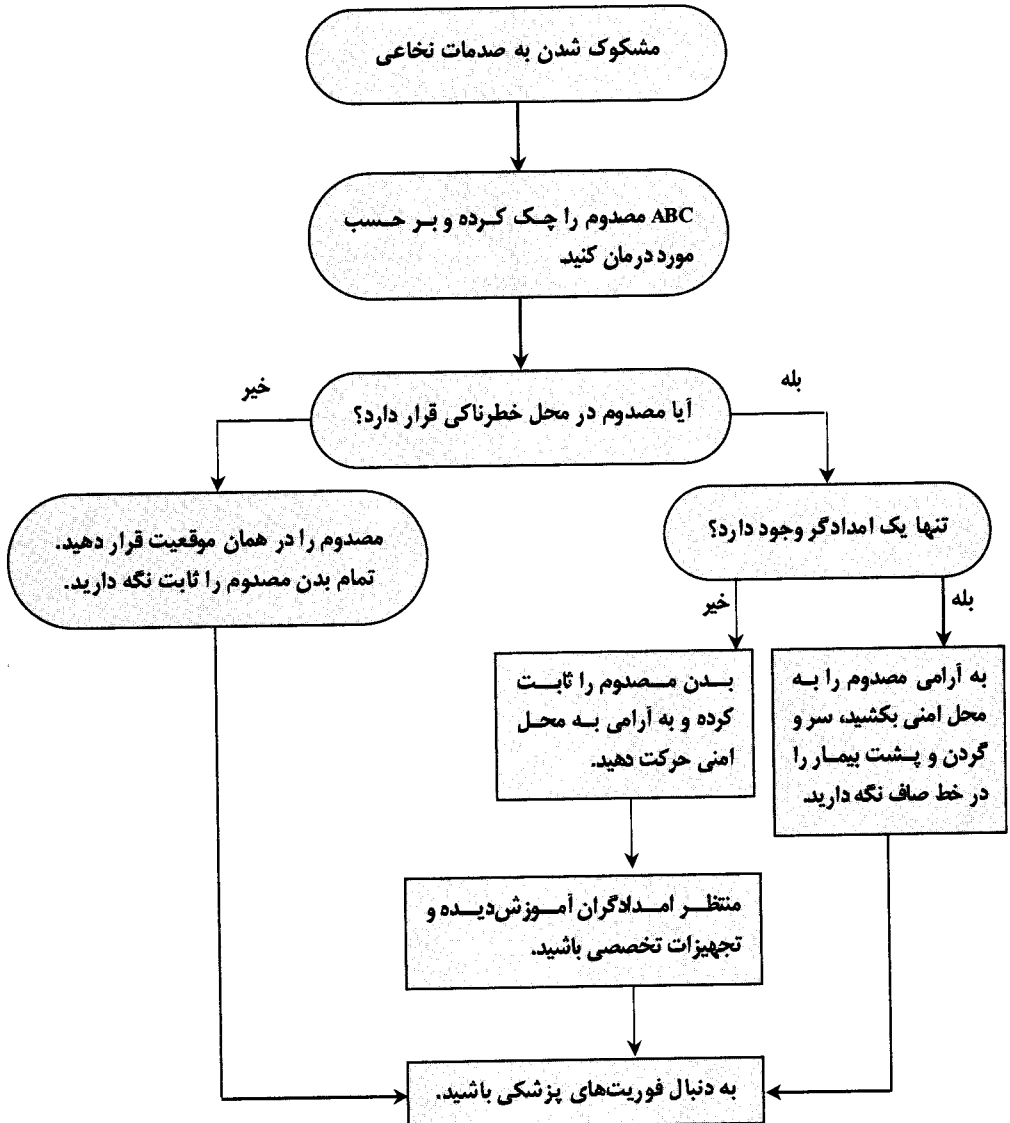 مشکوک شدن به صدمات نخاعی
ABC مصدوم را چک کرده و بر حسب
مورد درمان کنید.
آیا مصدوم در محل خطرناکی قرار دارد؟
بله
خیر
تنها یک امدادگر وجود دارد؟
مصدوم را در همان موقعیت قرار دهید.
تمام بدن مصدوم را ثابت نگه دارید.
بله
خیر
به آرامی مصدوم را به
محل امنی بکشید، سر و
گردن و پشت بیمار را
در خط صاف نگه دارید.
بدن مصدوم را ثابت
کرده و به آرامی به محل
امنی حرکت دهید.
منتظر امدادگران آموزش‌دیده و
تجهیزات تخصصی باشید.
به دنبال فوریت‌های پزشکی باشید.